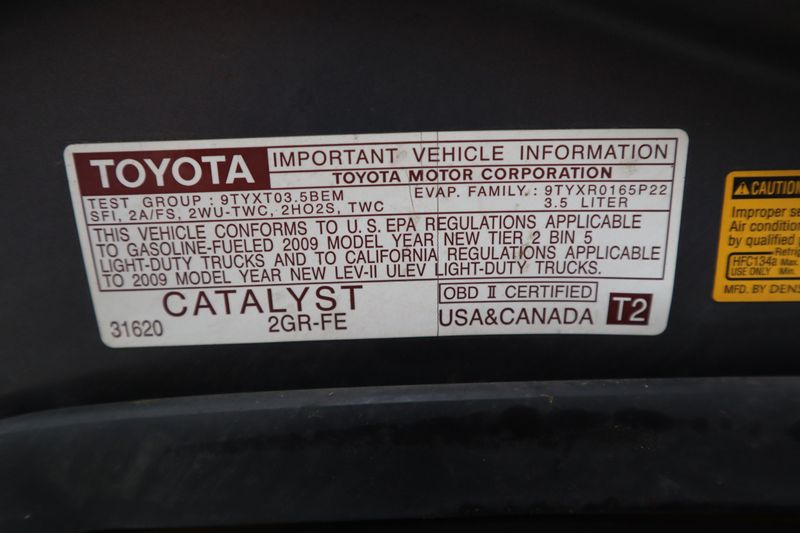 TOYOTA IMPORTANT VEHICLE INFORMATION
TOYOTA MOTOR CORPORATION
TEST GROUP : 9TYXT03.5BEM EVAP. FAMILY. : 9TYXR0165P22
SFI, 2A/FS, 2WU-TWC, 2HO2S, TWC 3.5 LITER
THIS VEHICLE CONFORMS TO U.S. EPA REGULATIONS APPLICABLE
TO GASOLINE-FUELED 2009 MODEL YEAR NEW TIER 2 BIN 5
LIGHT-DUTY TRUCKS AND TO CALIFORNIA REGULATIONS APPLICABLE
TO 2009 MODEL YEAR NEW LEV-II ULEV LIGHT-DUTY TRUCKS.
CATALYST OBD II CERTIFIED
31620 2GR-FE USA&CANADA T2
CAUTION
Improper se
Air condition
by qualified p
Refrig
HFC134a Max.
USE ONLY Min.
MFD. BY DENS